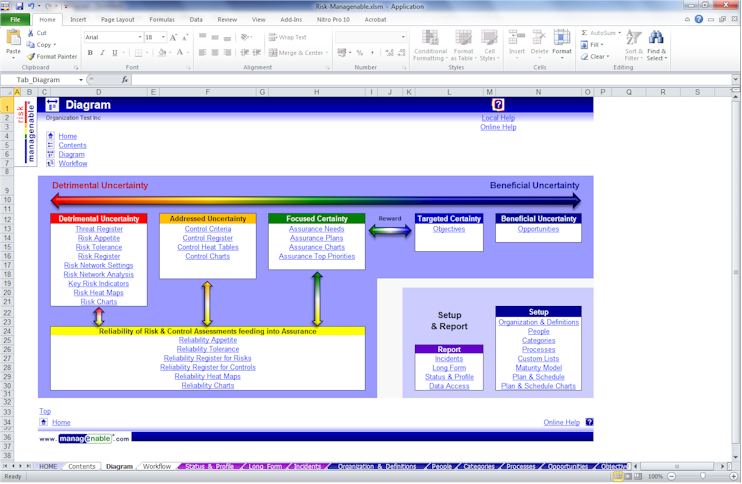 Risk-Managenable.xlsm - Application
File Home Insert Page Layout Formulas Data Review View Add-Ins Nitro Pro 10 Acrobat
Cut
Copy
Format Painter
Paste
Arial 18
B I U
Wrap Text
Merge & Center
Conditional Formatting
Format as Table
Cell Styles
Insert Delete Format
AutoSum
Fill
Clear
Sort & Filter
Find & Select
Clipboard Font Alignment Number Styles Cells Editing
Tab_Diagram fx
A B C D E F G H I J K L M N O P Q R S
risk
managenable
Diagram
Organization Test Inc
Local Help
Online Help
Home
Contents
Diagram
Workflow
Detrimental Uncertainty Beneficial Uncertainty
Detrimental Uncertainty
Threat Register
Risk Appetite
Risk Tolerance
Risk Register
Risk Network Settings
Risk Network Analysis
Key Risk Indicators
Risk Heat Maps
Risk Charts
Addressed Uncertainty
Control Criteria
Control Register
Control Heat Tables
Control Charts
Focused Certainty
Assurance Needs
Assurance Plans
Assurance Charts
Assurance Top Priorities
Reward
Targeted Certainty
Objectives
Beneficial Uncertainty
Opportunities
Reliability of Risk & Control Assessments feeding into Assurance
Reliability Appetite
Reliability Tolerance
Reliability Register for Risks
Reliability Register for Controls
Reliability Heat Maps
Reliability Charts
Setup
& Report
Report
Incidents
Long Form
Status & Profile
Data Access
Setup
Organization & Definitions
People
Categories
Processes
Custom Lists
Maturity Model
Plan & Schedule
Plan & Schedule Charts
Top
Home
Online Help
www.managenable.com
HOME Contents Diagram Workflow Status & Profile Long Form Incidents Organization & Definitions People Categories Processes Opportunities Objective
Ready 100%